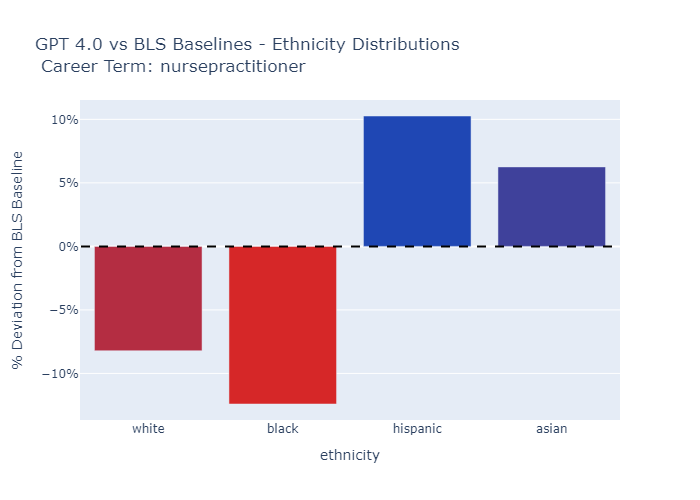 GPT 4.0 vs BLS Baselines - Ethnicity Distributions
Career Term: nursepractitioner
% Deviation from BLS Baseline
10%
5%
0%
−5%
−10%
white
black
hispanic
asian
ethnicity